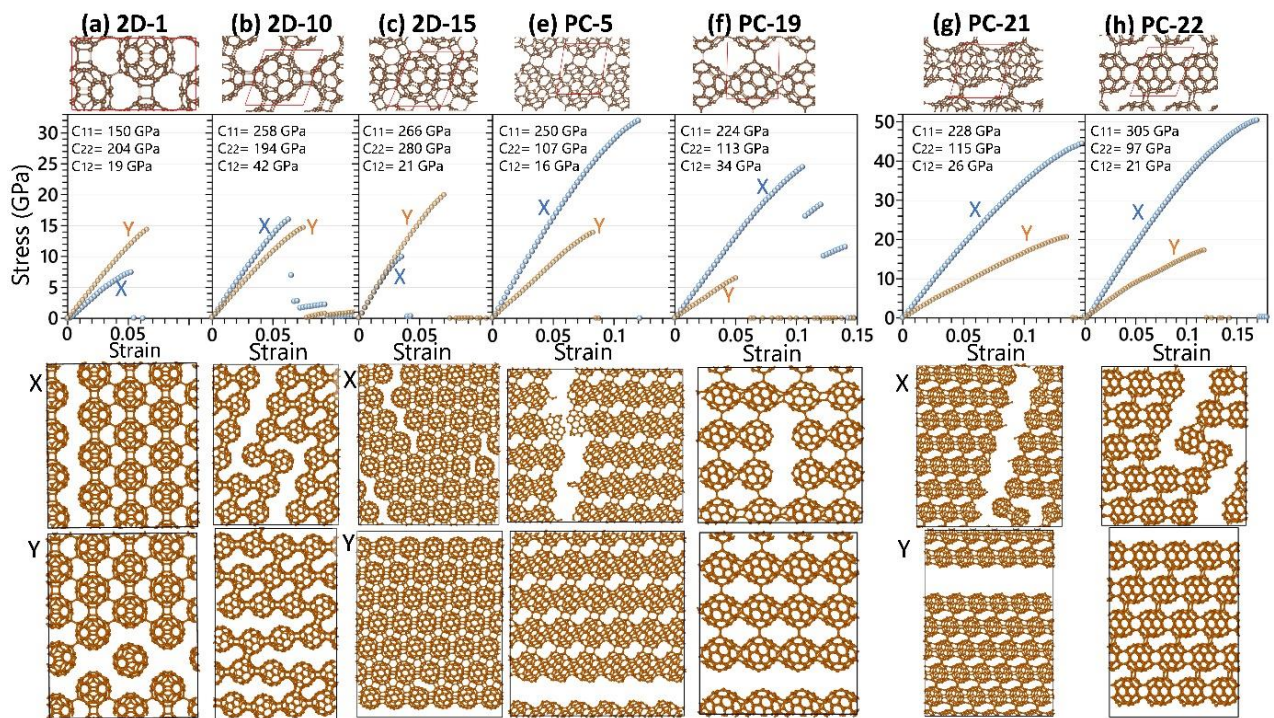 (a) 2D-1
(b) 2D-10
(c) 2D-15
(e) PC-5
(f) PC-19
(g) PC-21
(h) PC-22
Stress (GPa)
30
25
20
15
10
5
0
C11= 150 GPa
C22= 204 GPa
C12= 19 GPa
Y
X
0
0.05
Strain
C11= 258 GPa
C22= 194 GPa
C12= 42 GPa
X
Y
0
0.05
Strain
C11= 266 GPa
C22= 280 GPa
C12= 21 GPa
Y
X
0
0.05
Strain
C11= 250 GPa
C22= 107 GPa
C12= 16 GPa
X
Y
0
0.05
0.1
Strain
C11= 224 GPa
C22= 113 GPa
C12= 34 GPa
X
Y
0
0.05
0.1
0.15
Strain
50
40
30
20
10
0
C11= 228 GPa
C22= 115 GPa
C12= 26 GPa
X
Y
0
0.05
0.1
Strain
C11= 305 GPa
C22= 97 GPa
C12= 21 GPa
X
Y
0
0.05
0.1
0.15
Strain
X
X
X
Y
Y
Y